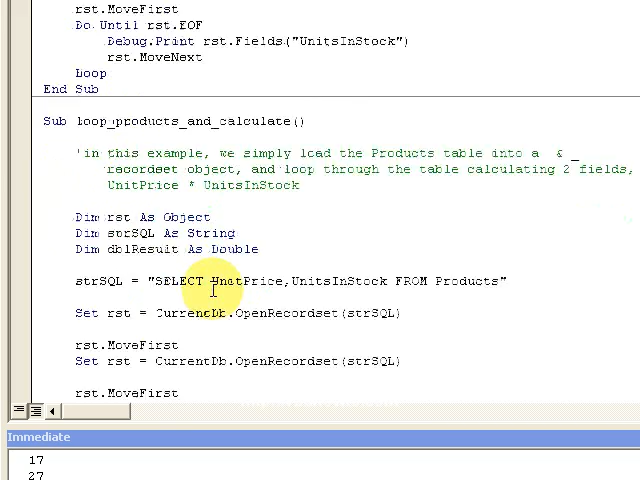 rst.MoveFirst
Do Until rst.EOF
Debug.Print rst.Fields("UnitsInStock")
rst.MoveNext
Loop
End Sub
Sub loop_products_and_calculate()
'in this example, we simply load the Products table into a & _
recordset object, and loop through the table calculating 2 fields,
UnitPrice * UnitsInStock
Dim rst As Object
Dim strSQL As String
Dim dblResult As Double
strSQL = "SELECT UnitPrice,UnitsInStock FROM Products"
Set rst = CurrentDb.OpenRecordset(strSQL)
rst.MoveFirst
Set rst = CurrentDb.OpenRecordset(strSQL)
rst.MoveFirst
Immediate
17
27